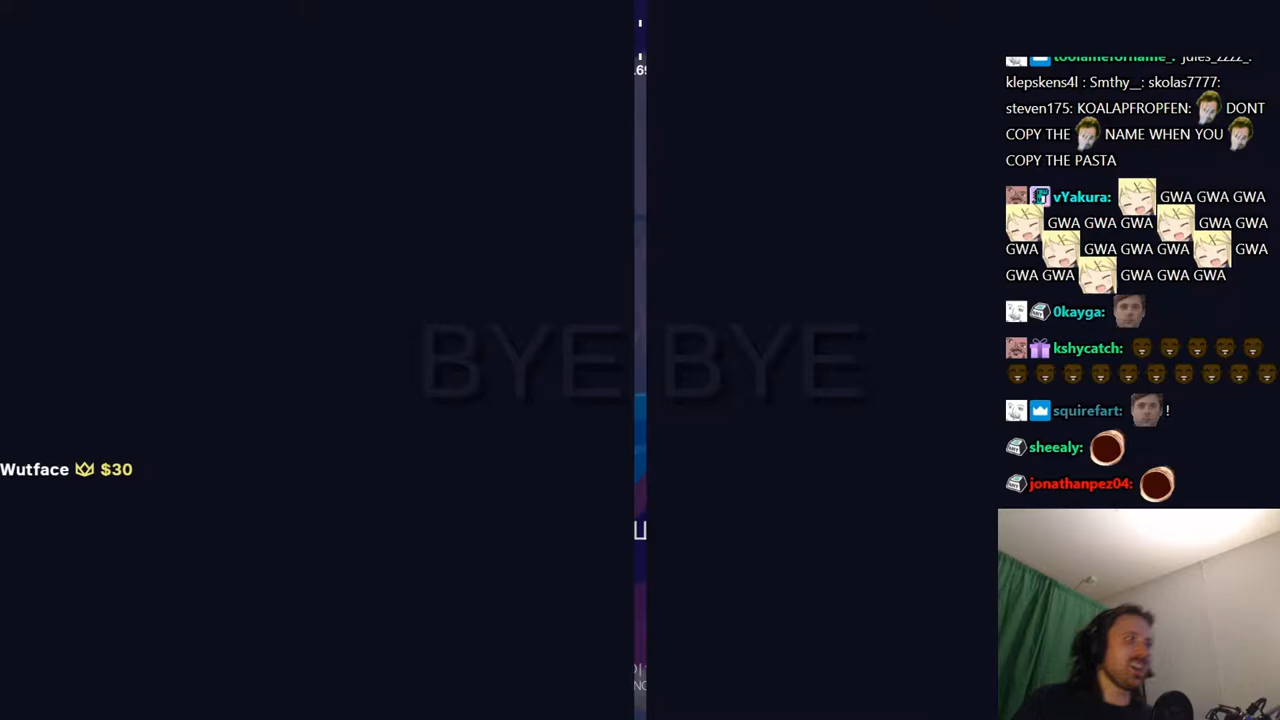 BYE BYE
Wutface $30
toolameforname_: jules_zzzz_:
klepskens4l : Smthy__: skolas7777:
steven175: KOALAPFROPFEN: DONT
COPY THE NAME WHEN YOU
COPY THE PASTA
vYakura: GWA GWA GWA
GWA GWA GWA GWA GWA
GWA GWA GWA GWA GWA
GWA GWA GWA GWA GWA
0kayga:
kshycatch:
squirefart: !
sheealy:
jonathanpez04: